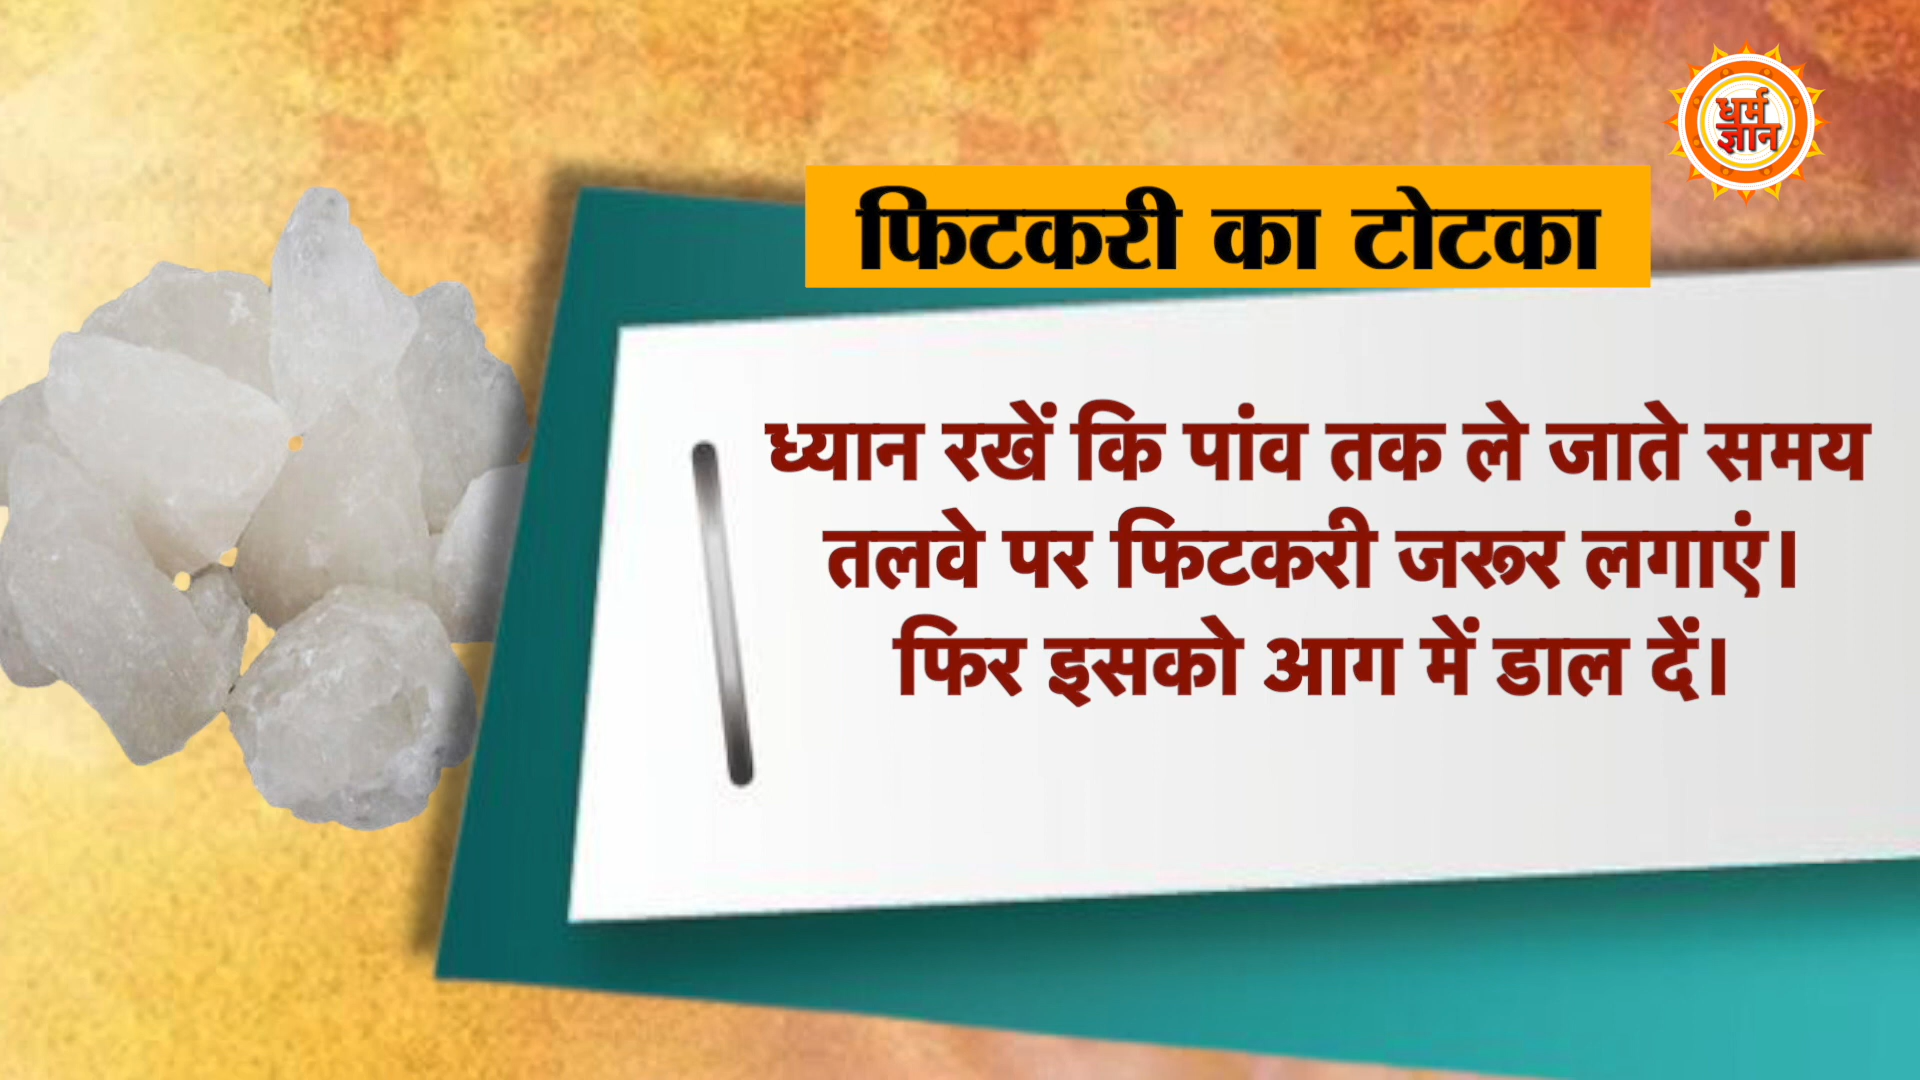 धर्म
ज्ञान
फिटकरी का टोटका
ध्यान रखें कि पांव तक ले जाते समय
तलवे पर फिटकरी जरूर लगाएं।
फिर इसको आग में डाल दें।